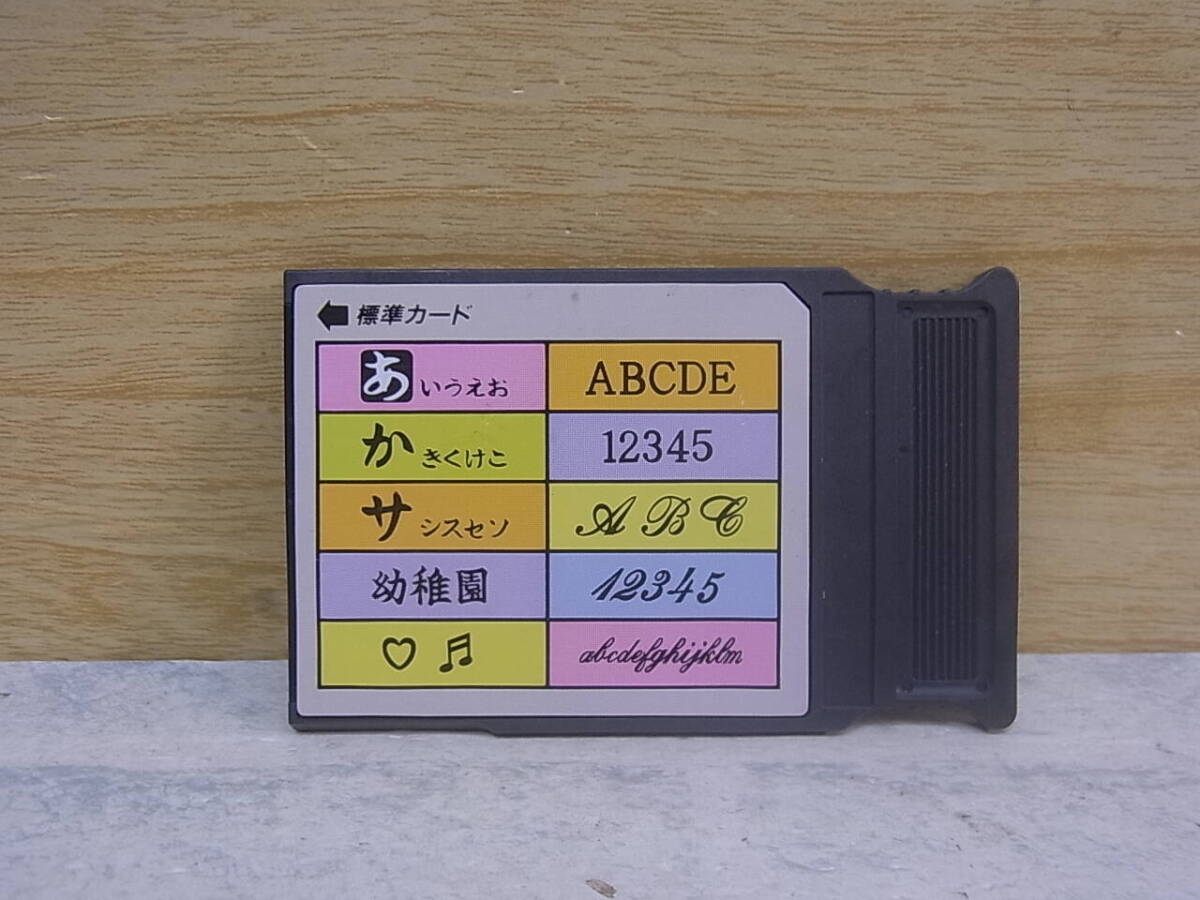 標準カード
あいうえお
かきくけこ
サシスセソ
幼稚園
♡ ♬
ABCDE
12345
ABC
12345
abcdefghijklm